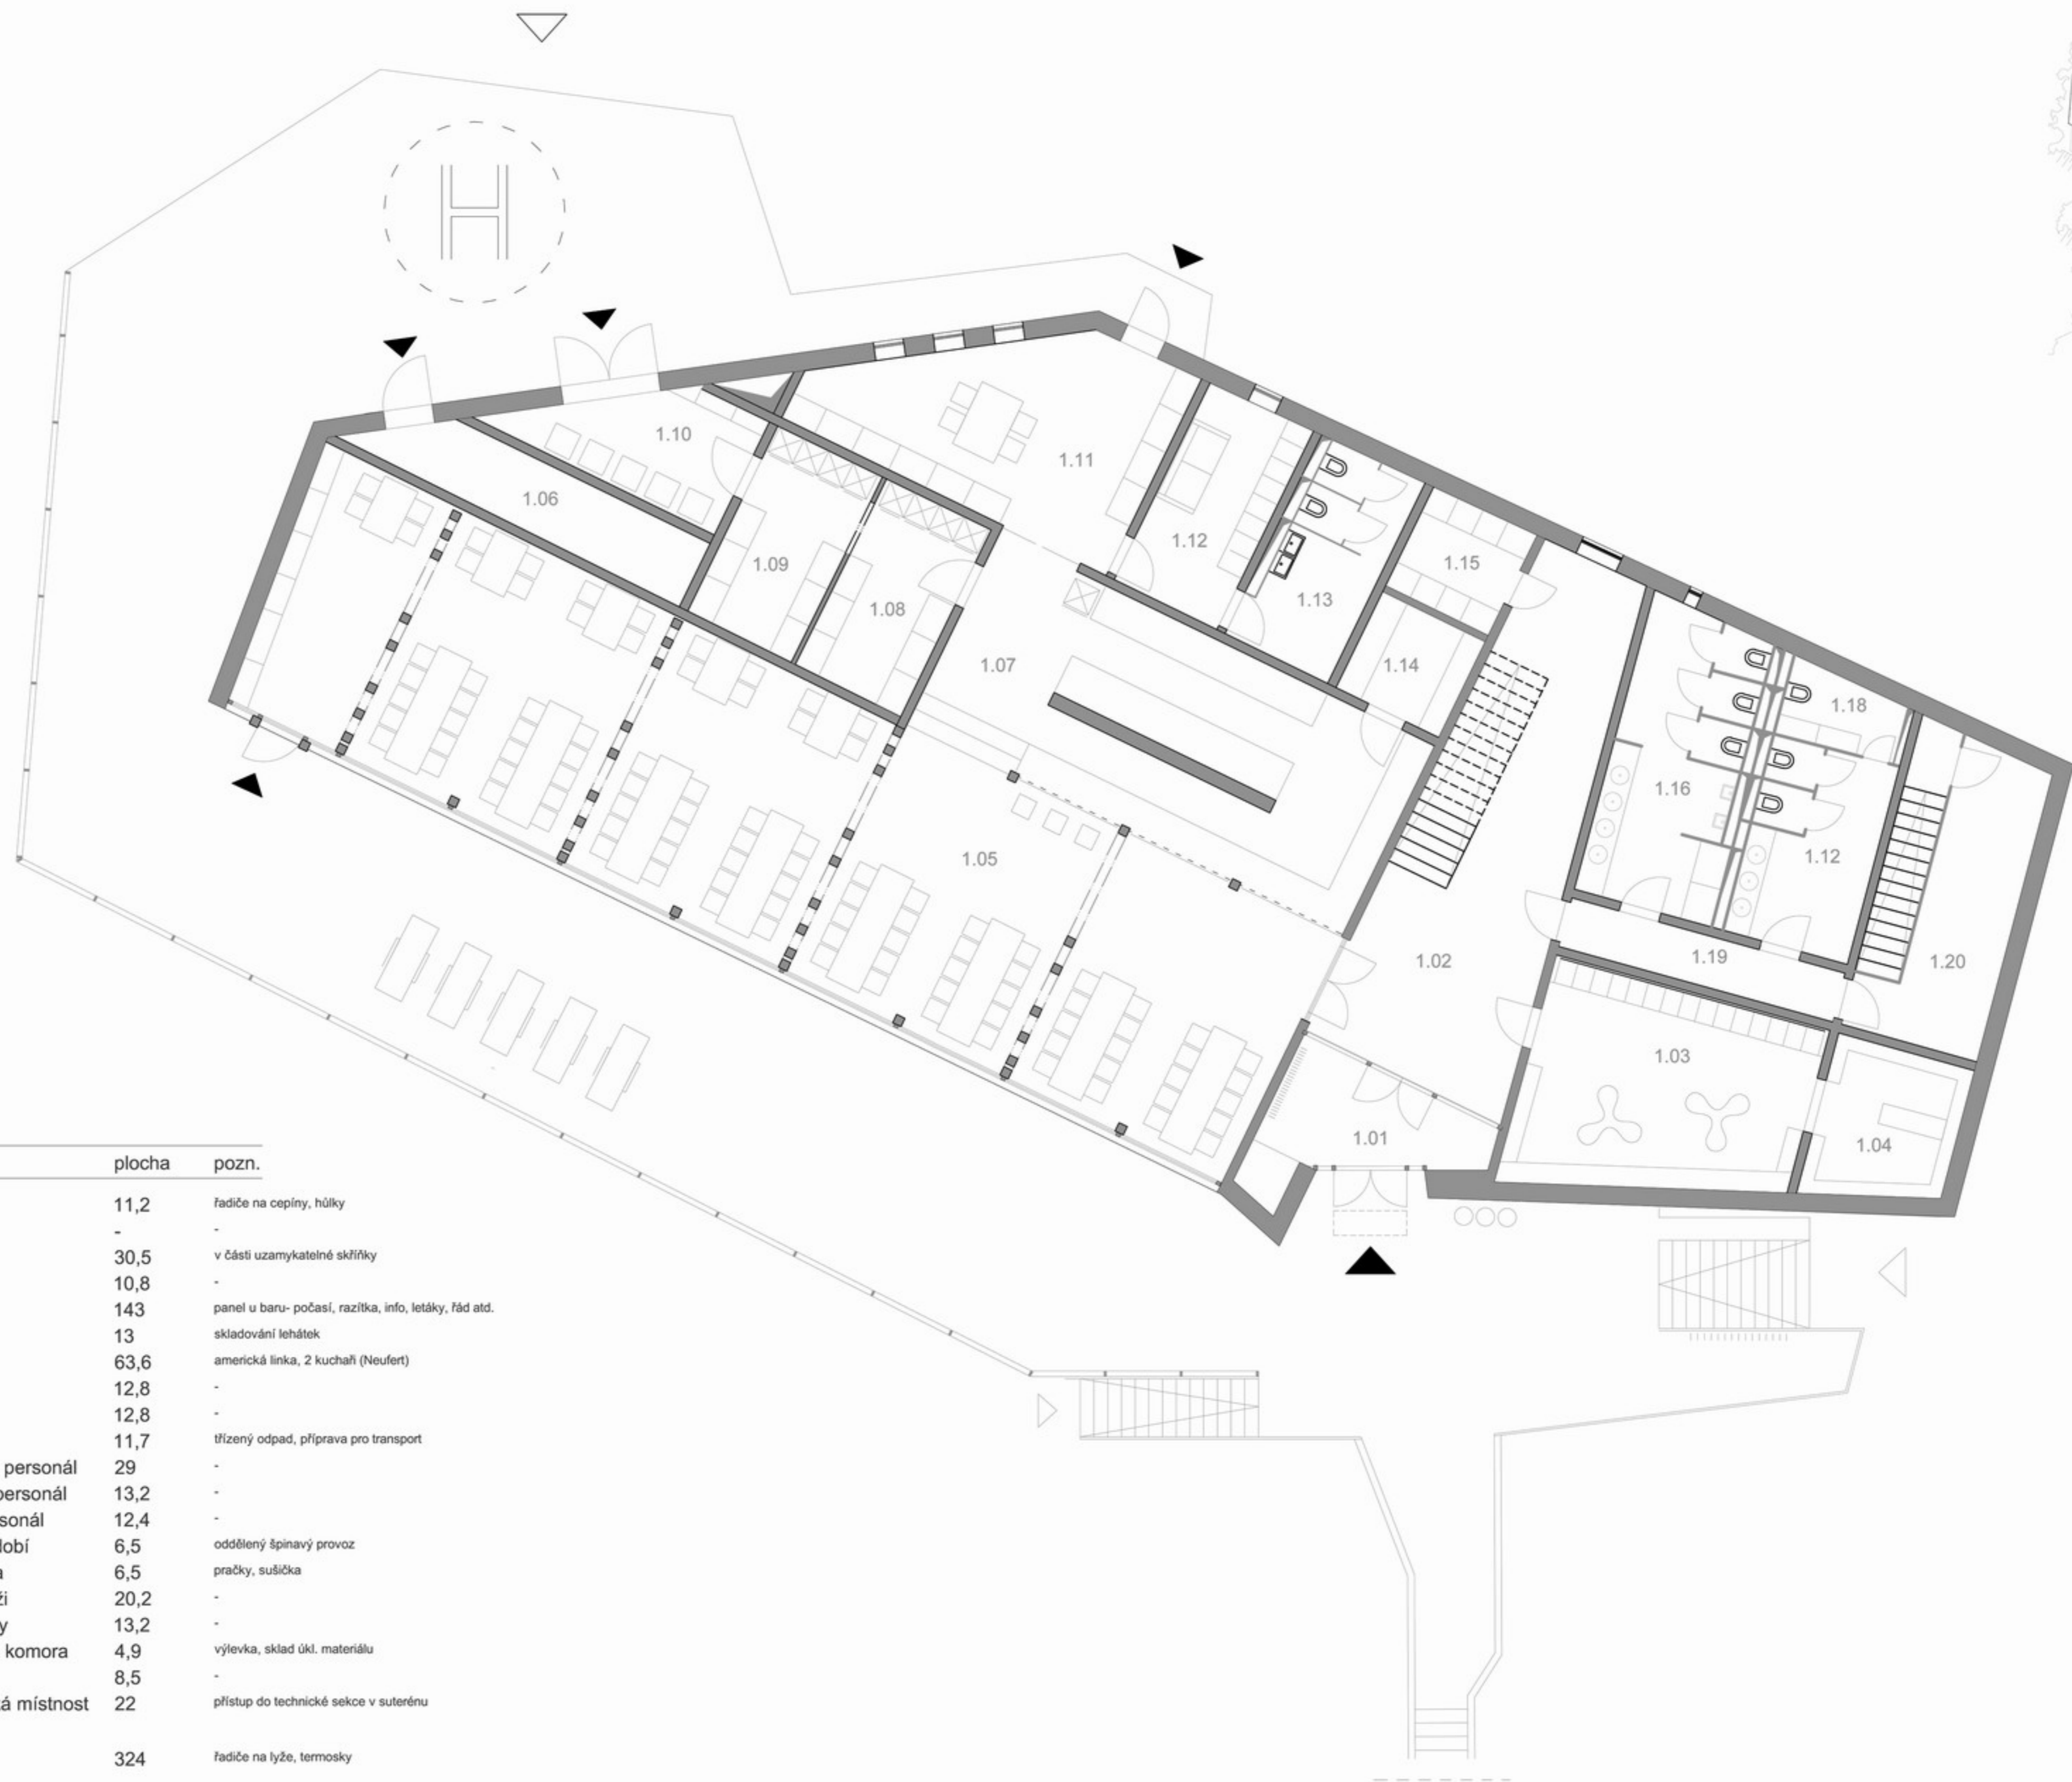 H
1.10
1.11
1.06
1.12
1.15
1.09
1.13
1.08
1.07
1.14
1.18
1.16
1.05
1.12
1.02
1.19
1.20
1.03
1.01
1.04
plocha pozn.
11,2 řadiče na cepíny, hůlky
- -
30,5 v části uzamykatelné skříňky
10,8 -
143 panel u baru- počasí, razítka, info, letáky, řád atd.
13 skladování lehátek
63,6 americká linka, 2 kuchaři (Neufert)
12,8 -
12,8 -
11,7 třízený odpad, příprava pro transport
personál 29 -
personál 13,2 -
sonál 12,4 -
lobí 6,5 oddělený špinavý provoz
a 6,5 pračky, sušička
ži 20,2 -
y 13,2 -
komora 4,9 výlevka, sklad úkl. materiálu
8,5 -
á místnost 22 přístup do technické sekce v suterénu
324 řadiče na lyže, termosky